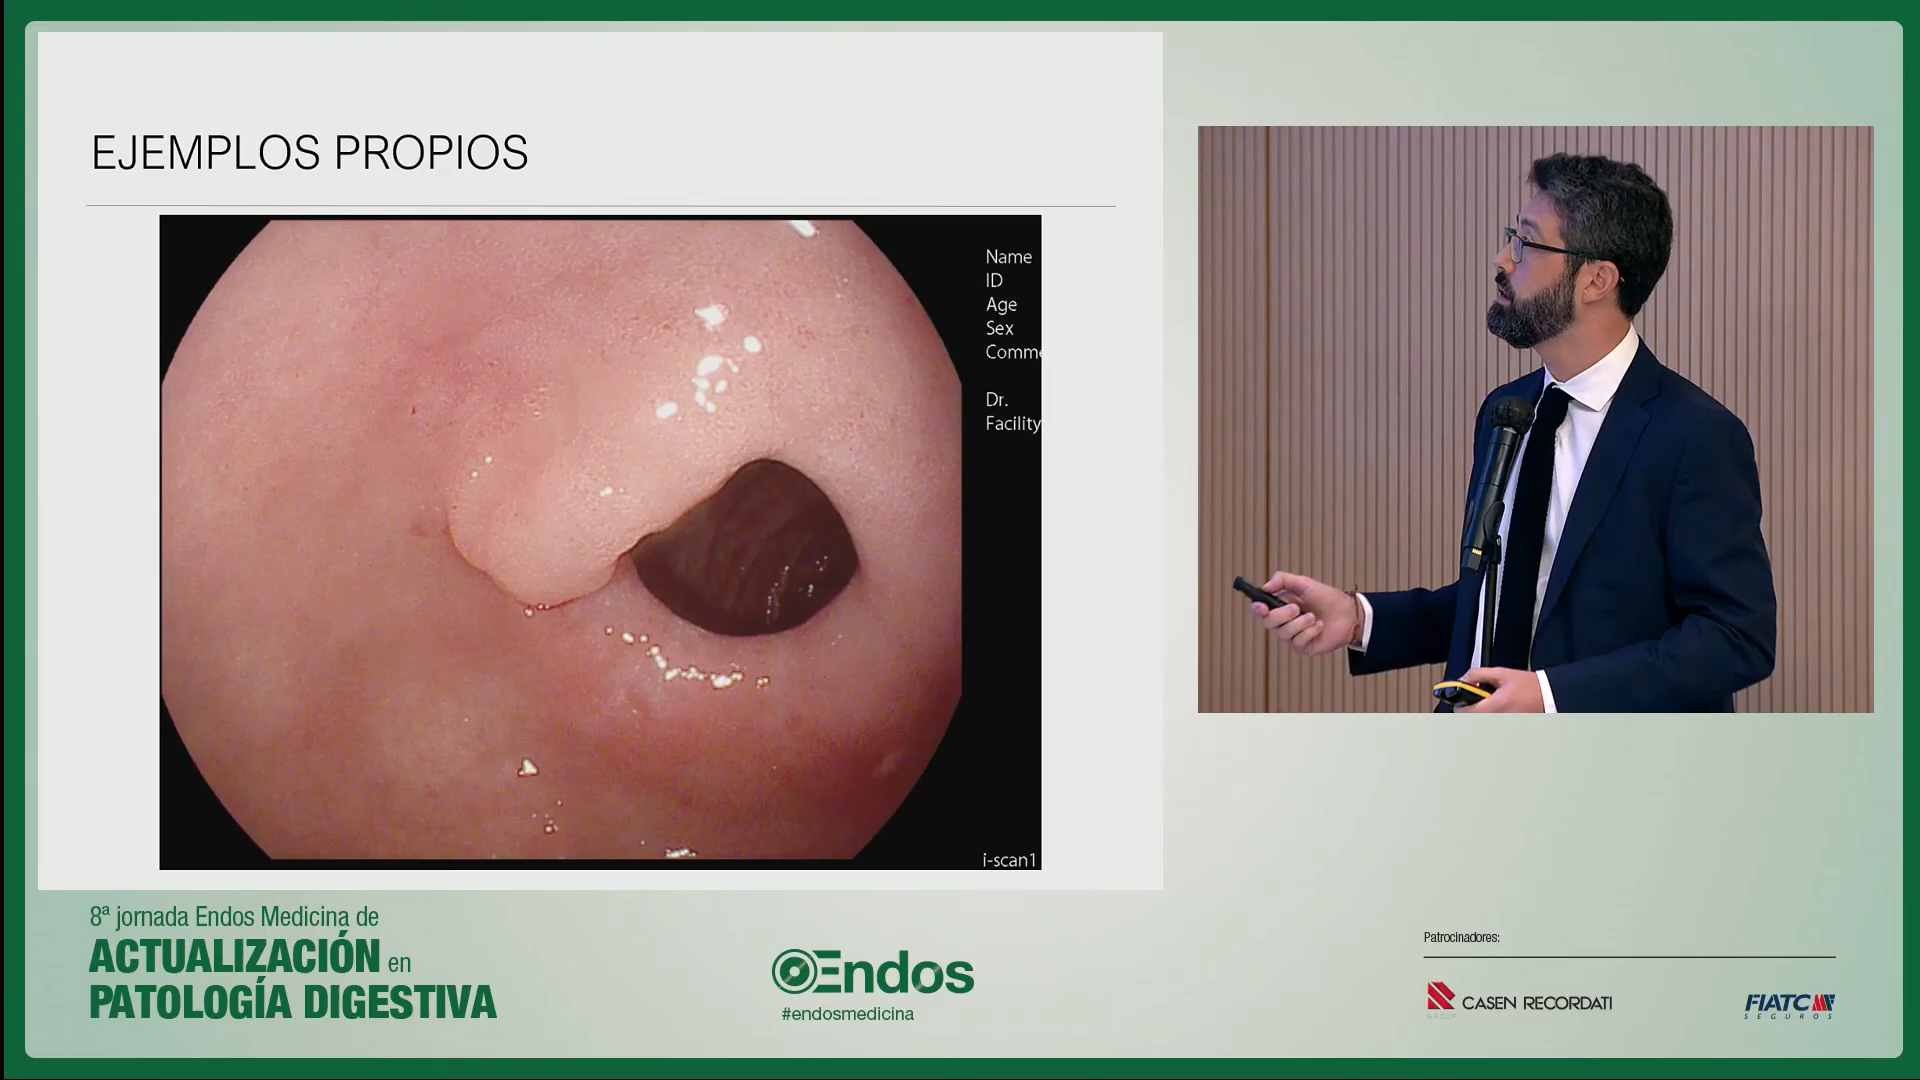 EJEMPLOS PROPIOS
Name
ID
Age
Sex
Comme
Dr.
Facility
i-scan1
8ª jornada Endos Medicina de
ACTUALIZACIÓN en
PATOLOGÍA DIGESTIVA
Endos
#endosmedicina
Patrocinadores:
CASEN RECORDATI
GROUP
FIATC
SEGUROS